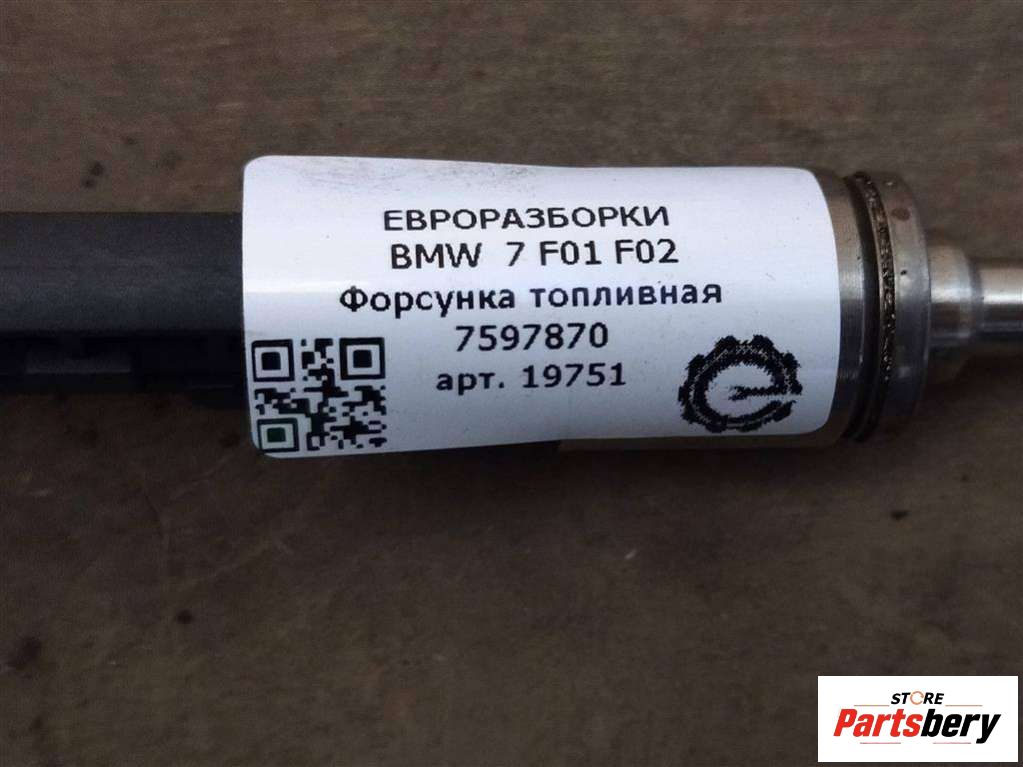 ЕВРОРАЗБОРКИ
BMW 7 F01 F02
Форсунка топливная
7597870
арт. 19751
STORE
Partsbery